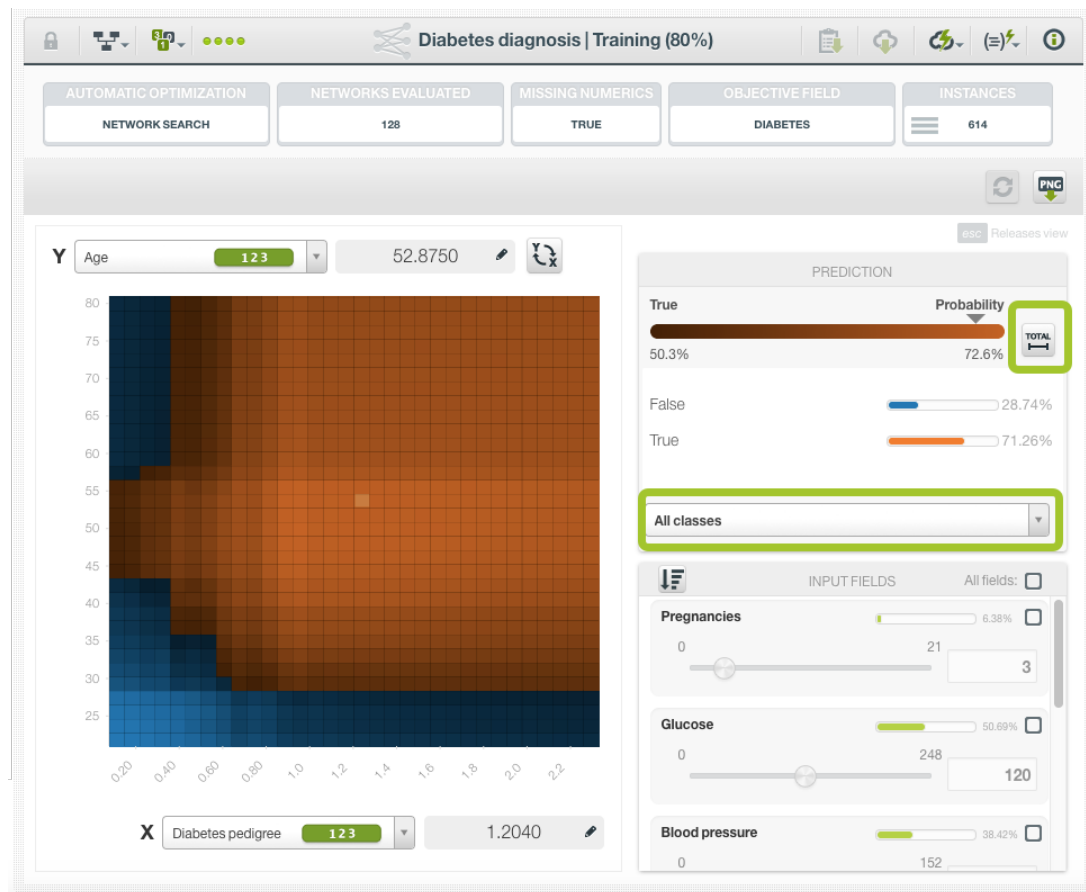 Diabetes diagnosis | Training (80%)
AUTOMATIC OPTIMIZATION NETWORKS EVALUATED MISSING NUMERICS OBJECTIVE FIELD INSTANCES
NETWORK SEARCH 128 TRUE DIABETES 614
PNG
esc Releases view
Y Age 123 52.8750 Y X
PREDICTION
True Probability
TOTAL
50.3% 72.6%
False 28.74%
True 71.26%
All classes
80
75
70
65
60
55
50
45
40
35
30
25
0.20 0.40 0.60 0.80 1.0 1.2 1.4 1.6 1.8 2.0 2.2
X Diabetes pedigree 123 1.2040
INPUT FIELDS All fields:
Pregnancies 6.38%
0 21
3
Glucose 50.69%
0 248
120
Blood pressure 38.42%
0 152